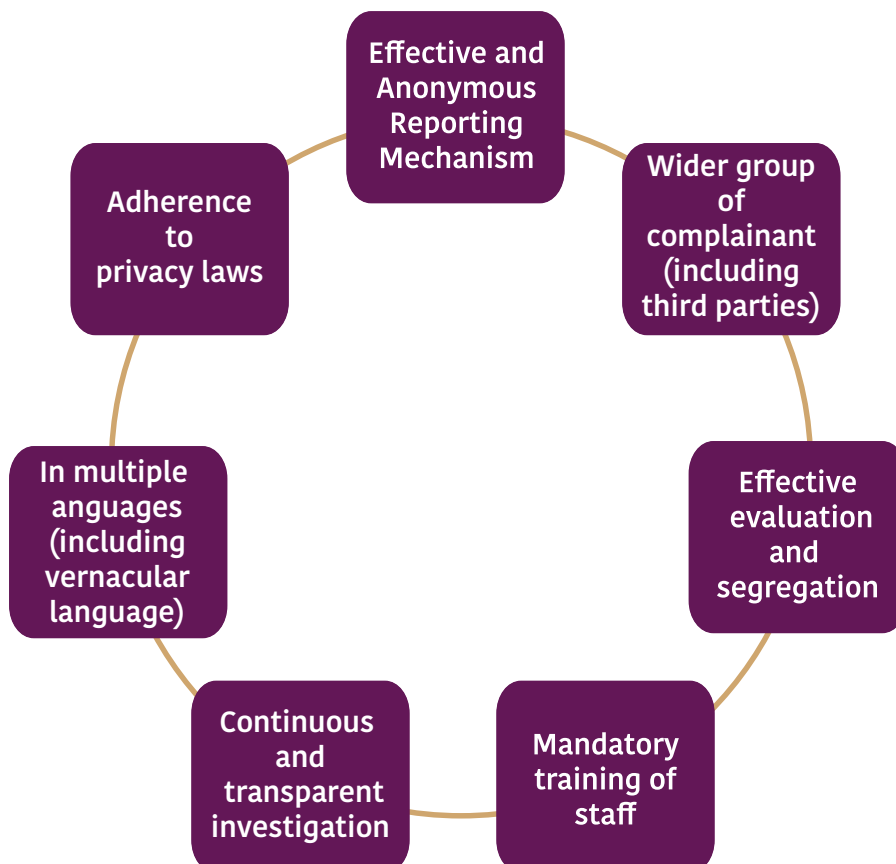 Effective and
Anonymous
Reporting
Mechanism
Wider group
of
complainant
(including
third parties)
Effective
evaluation
and
segregation
Mandatory
training of
staff
Continuous
and
transparent
investigation
In multiple
anguages
(including
vernacular
language)
Adherence
to
privacy laws